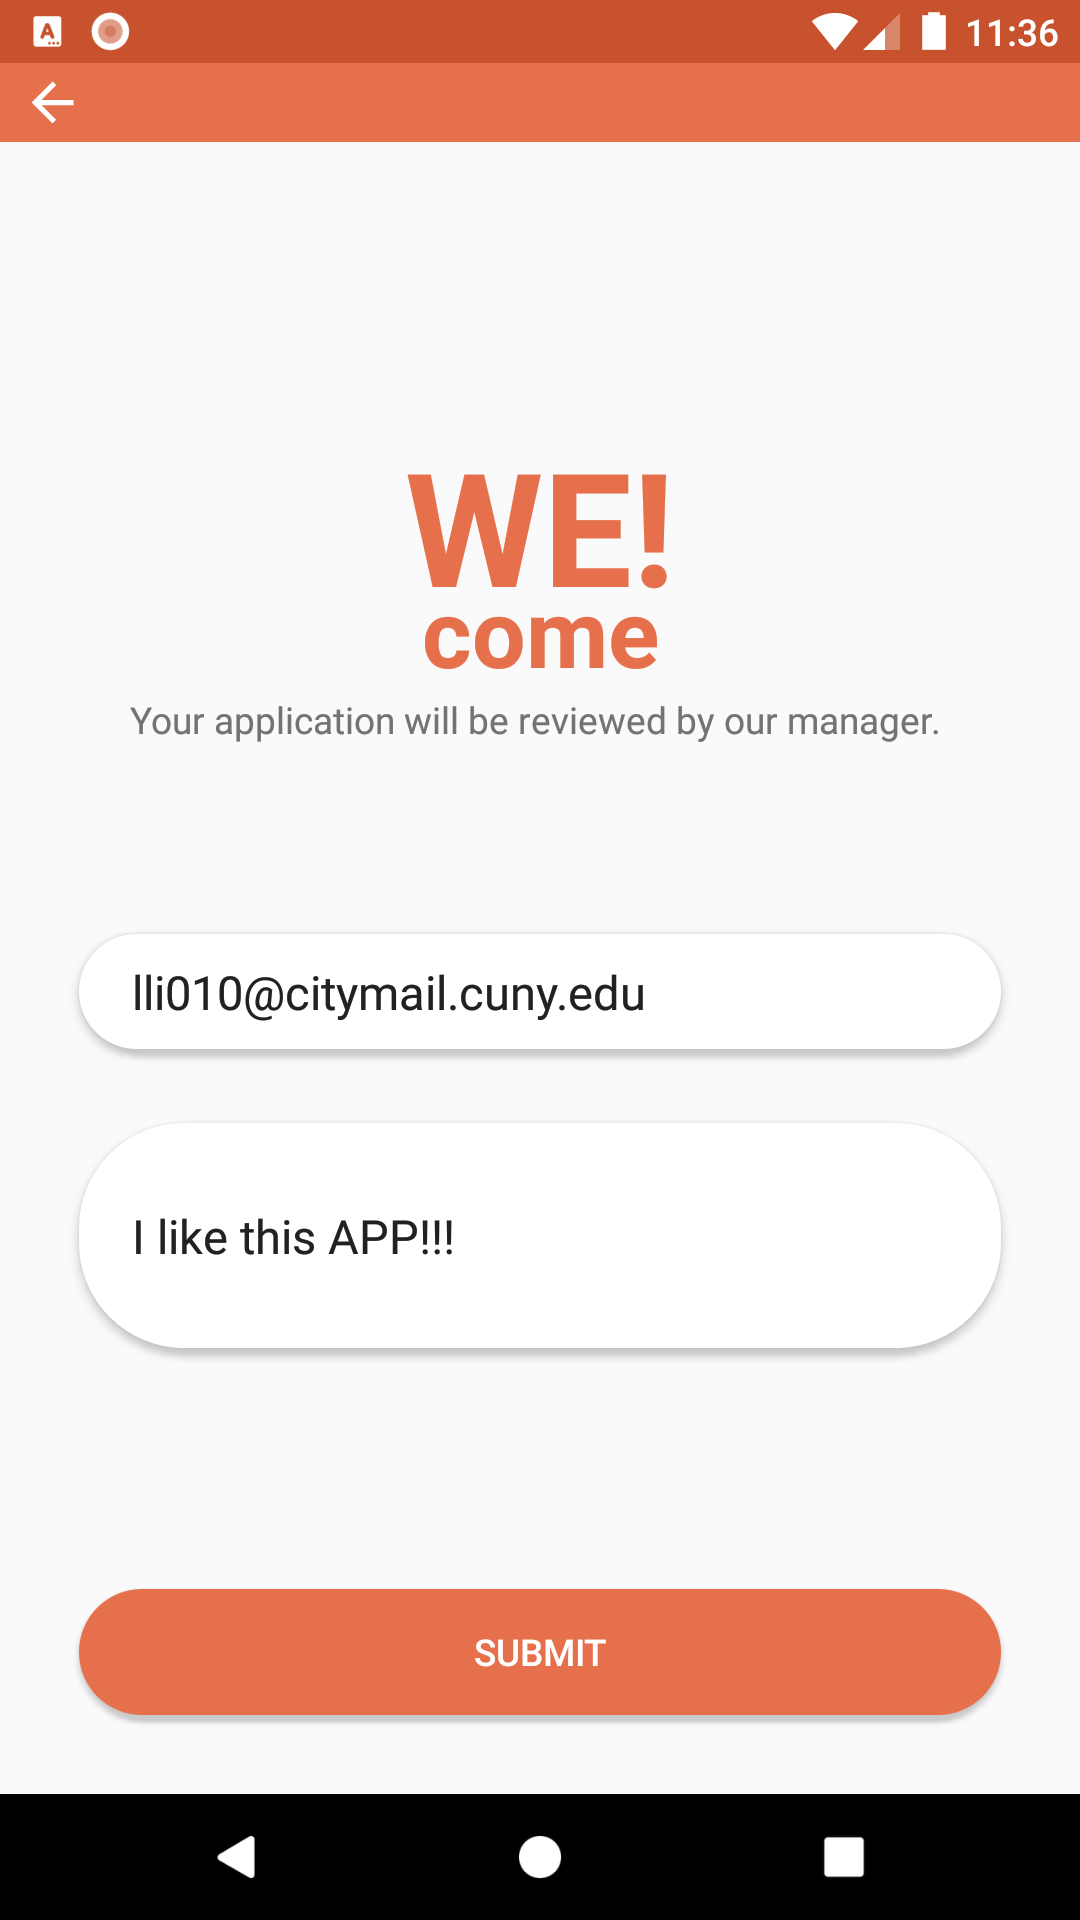 11:36
WE!
come
Your application will be reviewed by our manager.
lli010@citymail.cuny.edu
I like this APP!!!
SUBMIT